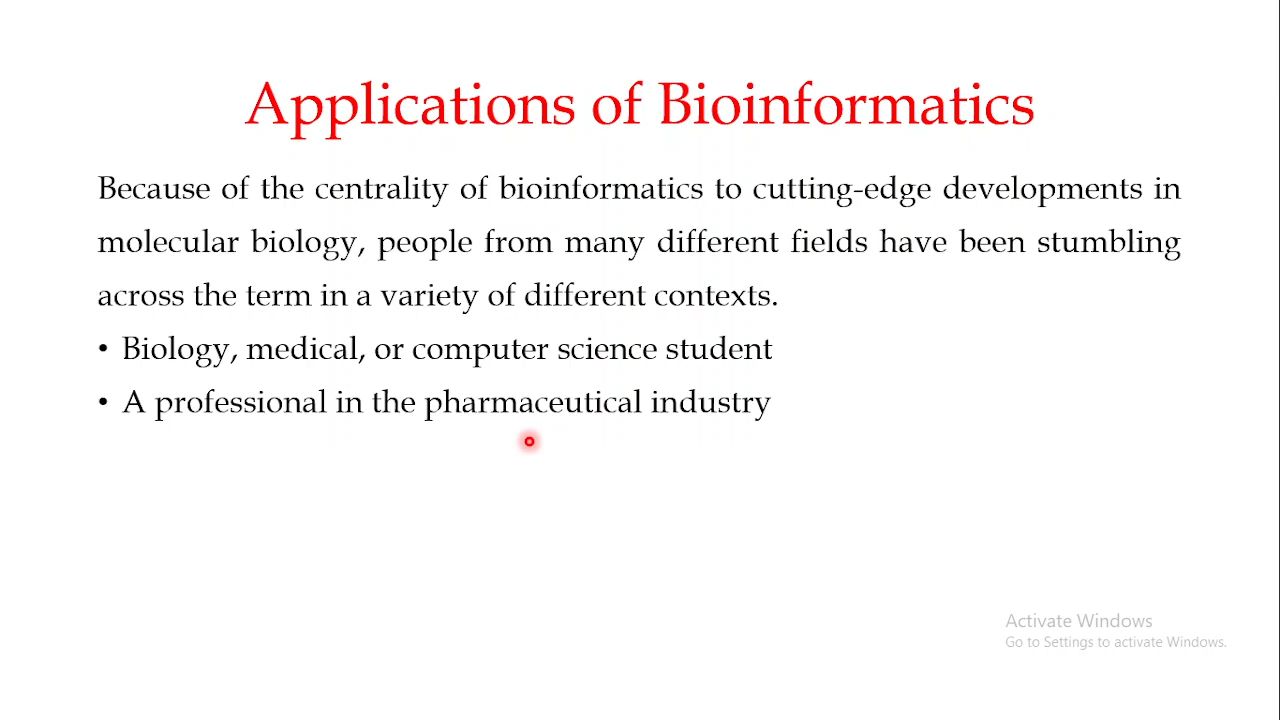 Applications of Bioinformatics
Because of the centrality of bioinformatics to cutting-edge developments in
molecular biology, people from many different fields have been stumbling
across the term in a variety of different contexts.
• Biology, medical, or computer science student
• A professional in the pharmaceutical industry
Activate Windows
Go to Settings to activate Windows.